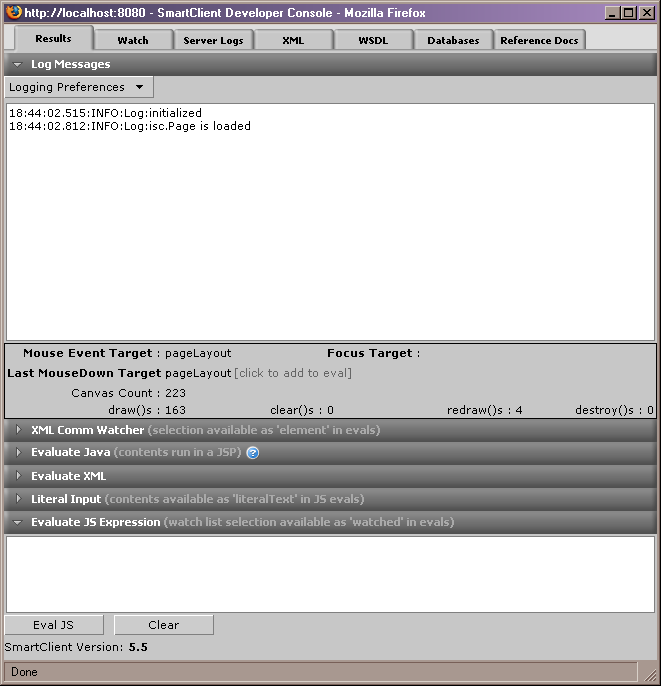 http://localhost:8080 - SmartClient Developer Console - Mozilla Firefox
Results Watch Server Logs XML WSDL Databases Reference Docs
Log Messages
Logging Preferences
18:44:02.515:INFO:Log:initialized
18:44:02.812:INFO:Log:isc.Page is loaded
Mouse Event Target : pageLayout Focus Target :
Last MouseDown Target pageLayout [click to add to eval]
Canvas Count : 223
draw()s : 163 clear()s : 0 redraw()s : 4 destroy()s : 0
XML Comm Watcher (selection available as 'element' in evals)
Evaluate Java (contents run in a JSP) ?
Evaluate XML
Literal Input (contents available as 'literalText' in JS evals)
Evaluate JS Expression (watch list selection available as 'watched' in evals)
Eval JS Clear
SmartClient Version: 5.5
Done